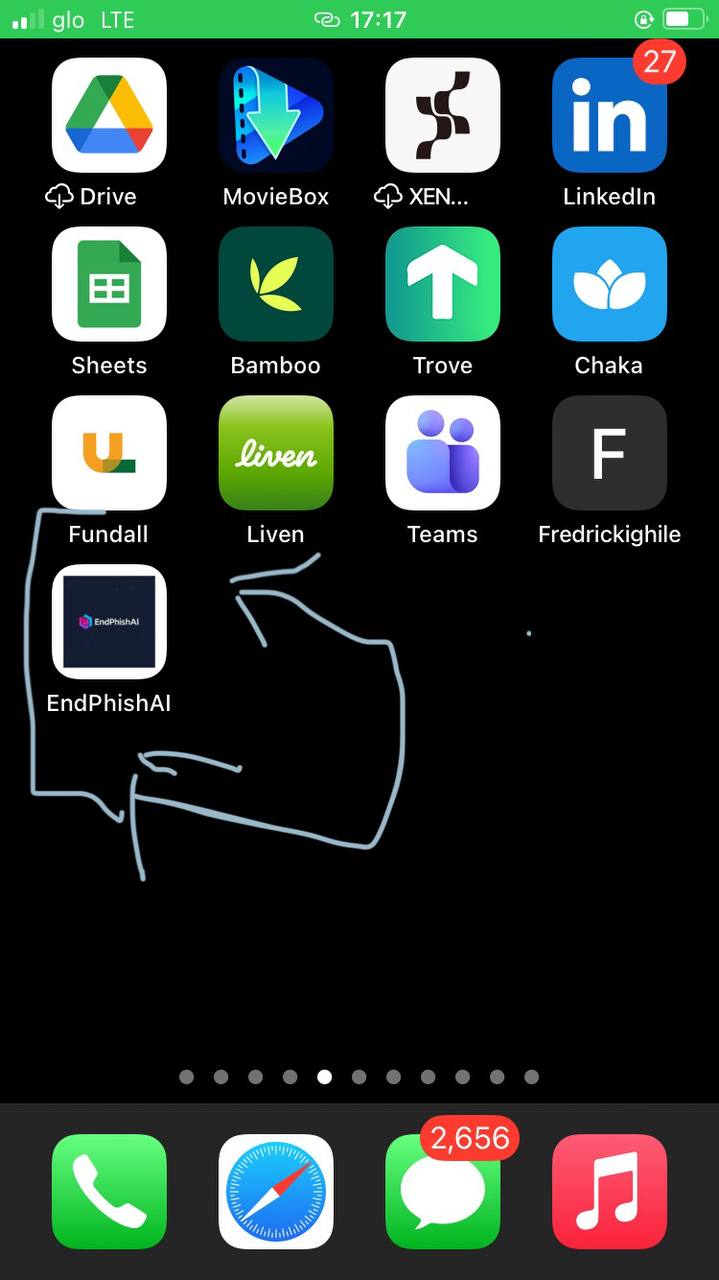 glo LTE 17:17
27
in
Drive MovieBox XEN... LinkedIn
Sheets Bamboo Trove Chaka
liven F
Fundall Liven Teams Fredrickighile
EndPhishAI
EndPhishAI
2,656